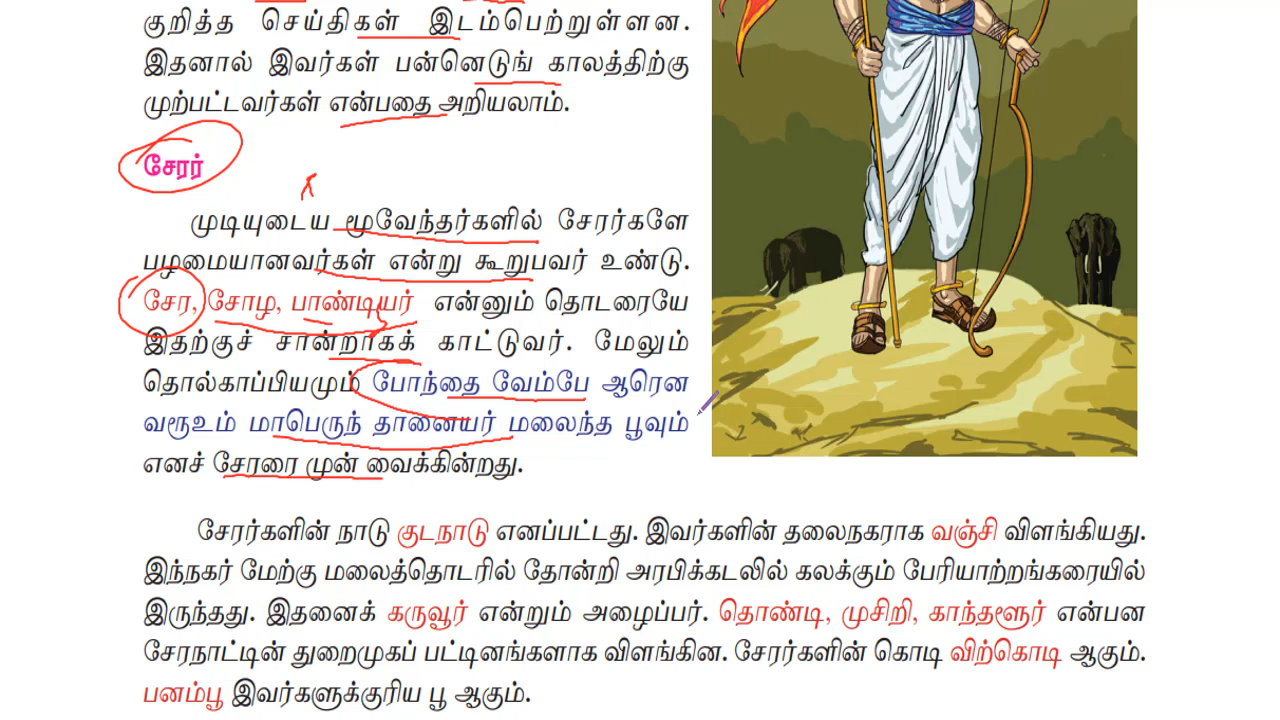 குறித்த செய்திகள் இடம்பெற்றுள்ளன.
இதனால் இவர்கள் பன்னெடுங் காலத்திற்கு
முற்பட்டவர்கள் என்பதை அறியலாம்.
சேரர்
முடியுடைய மூவேந்தர்களில் சேரர்களே
பழமையானவர்கள் என்று கூறுபவர் உண்டு.
சேர, சோழ, பாண்டியர் என்னும் தொடரையே
இதற்குச் சான்றாகக் காட்டுவர். மேலும்
தொல்காப்பியமும் போந்தை வேம்பே ஆரென
வரூஉம் மாபெருந் தானையர் மலைந்த பூவும்
எனச் சேரரை முன் வைக்கின்றது.
சேரர்களின் நாடு குடநாடு எனப்பட்டது. இவர்களின் தலைநகராக வஞ்சி விளங்கியது.
இந்நகர் மேற்கு மலைத்தொடரில் தோன்றி அரபிக்கடலில் கலக்கும் பேரியாற்றங்கரையில்
இருந்தது. இதனைக் கருவூர் என்றும் அழைப்பர். தொண்டி, முசிறி, காந்தளூர் என்பன
சேரநாட்டின் துறைமுகப் பட்டினங்களாக விளங்கின. சேரர்களின் கொடி விற்கொடி ஆகும்.
பனம்பூ இவர்களுக்குரிய பூ ஆகும்.